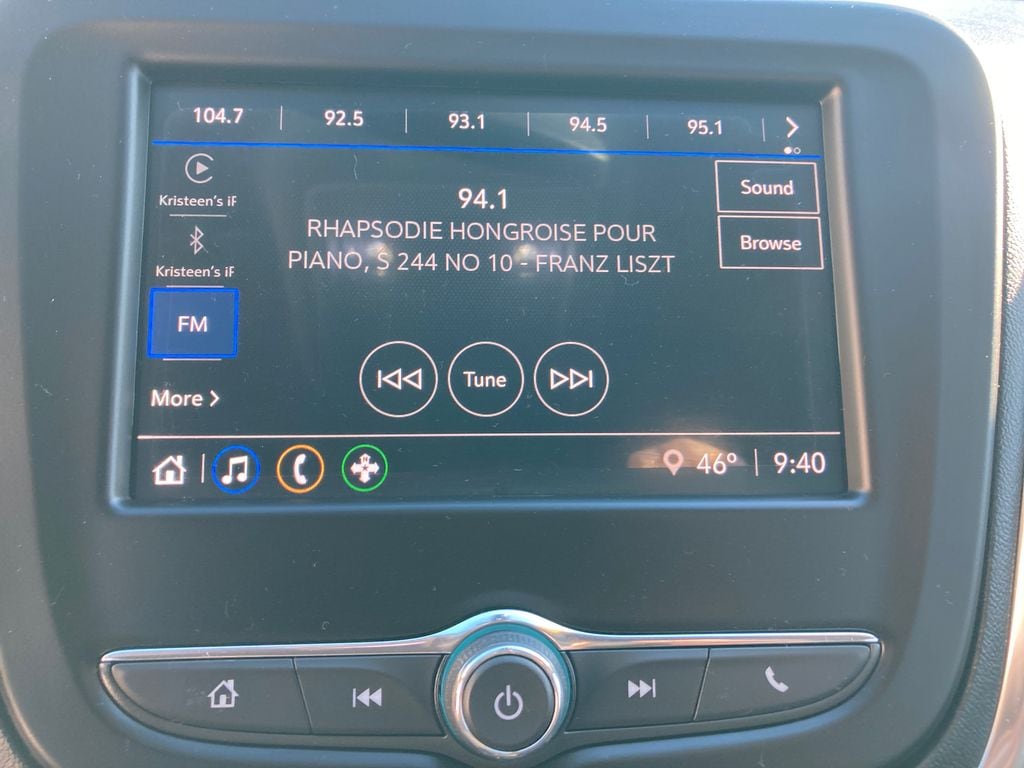 104.7 92.5 93.1 94.5 95.1
Kristeen's iF
Kristeen's iF
FM
More
94.1
RHAPSODIE HONGROISE POUR
PIANO, S 244 NO 10 - FRANZ LISZT
Sound
Browse
Tune
46° 9:40